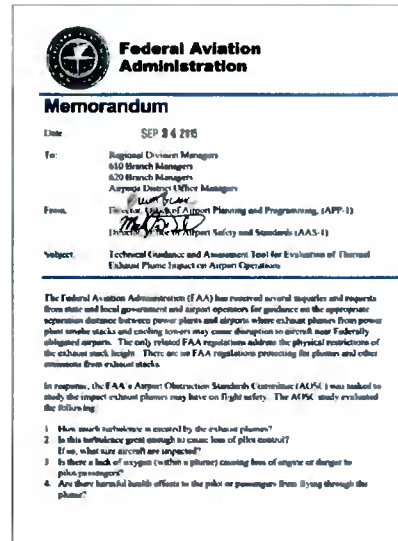 Federal Aviation
Administration
Memorandum
Date
SEP 24 2015
To:
Regional Division Managers
610 Branch Managers
620 Branch Managers
Airports District Office Managers
From,
Director, Office of Airport Planning and Programming, (APP-1)
Director, Office of Airport Safety and Standards (AAS-1)
Subject
Technical Guidance and Assessment Tool for Evaluation of Thermal
Exhaust Plume Impact on Airport Operations
The Federal Aviation Administration (FAA) has received several inquiries and requests
from state and local government and airport operators for guidance on the appropriate
separation distance between power plants and airports where exhaust plumes from power
plant smoke stacks and cooling towers may cause disruption to aircraft near Federally
obligated airports. The only related FAA regulations address the physical restrictions of
the exhaust stack height. There are no FAA regulations protecting for plumes and other
emissions from exhaust stacks.
In response, the FAA's Airport Obstruction Standards Committee (AOSC) was tasked to
study the impact exhaust plumes may have on flight safety. The AOSC study evaluated
the following
1 How much turbulence is created by the exhaust plumes?
2 Is this turbulence great enough to cause loss of pilot control?
If so, what size aircraft are impacted?
3 Is there a lack of oxygen (within a plume) causing loss of engine or danger to
pilot/passengers?
4. Are there harmful health effects to the pilot or passengers from flying through the
plume?